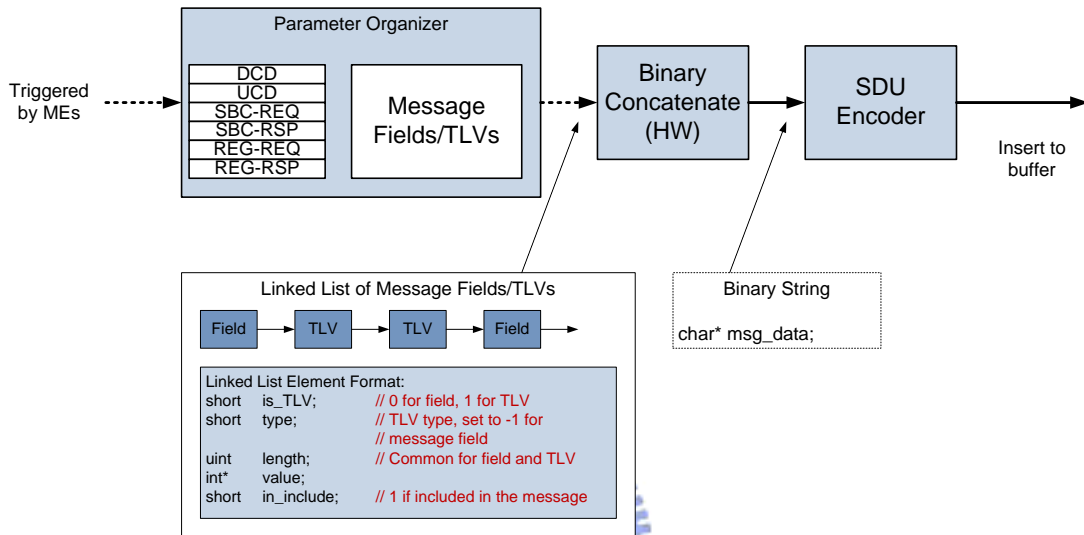 Parameter Organizer
Triggered
by MEs
DCD
UCD
SBC-REQ
SBC-RSP
REG-REQ
REG-RSP
Message
Fields/TLVs
Binary
Concatenate
(HW)
SDU
Encoder
Insert to
buffer
Linked List of Message Fields/TLVs
Field
TLV
TLV
Field
Linked List Element Format:
short is_TLV; // 0 for field, 1 for TLV
short type; // TLV type, set to -1 for
// message field
uint length; // Common for field and TLV
int* value;
short in_include; // 1 if included in the message
Binary String
char* msg_data;